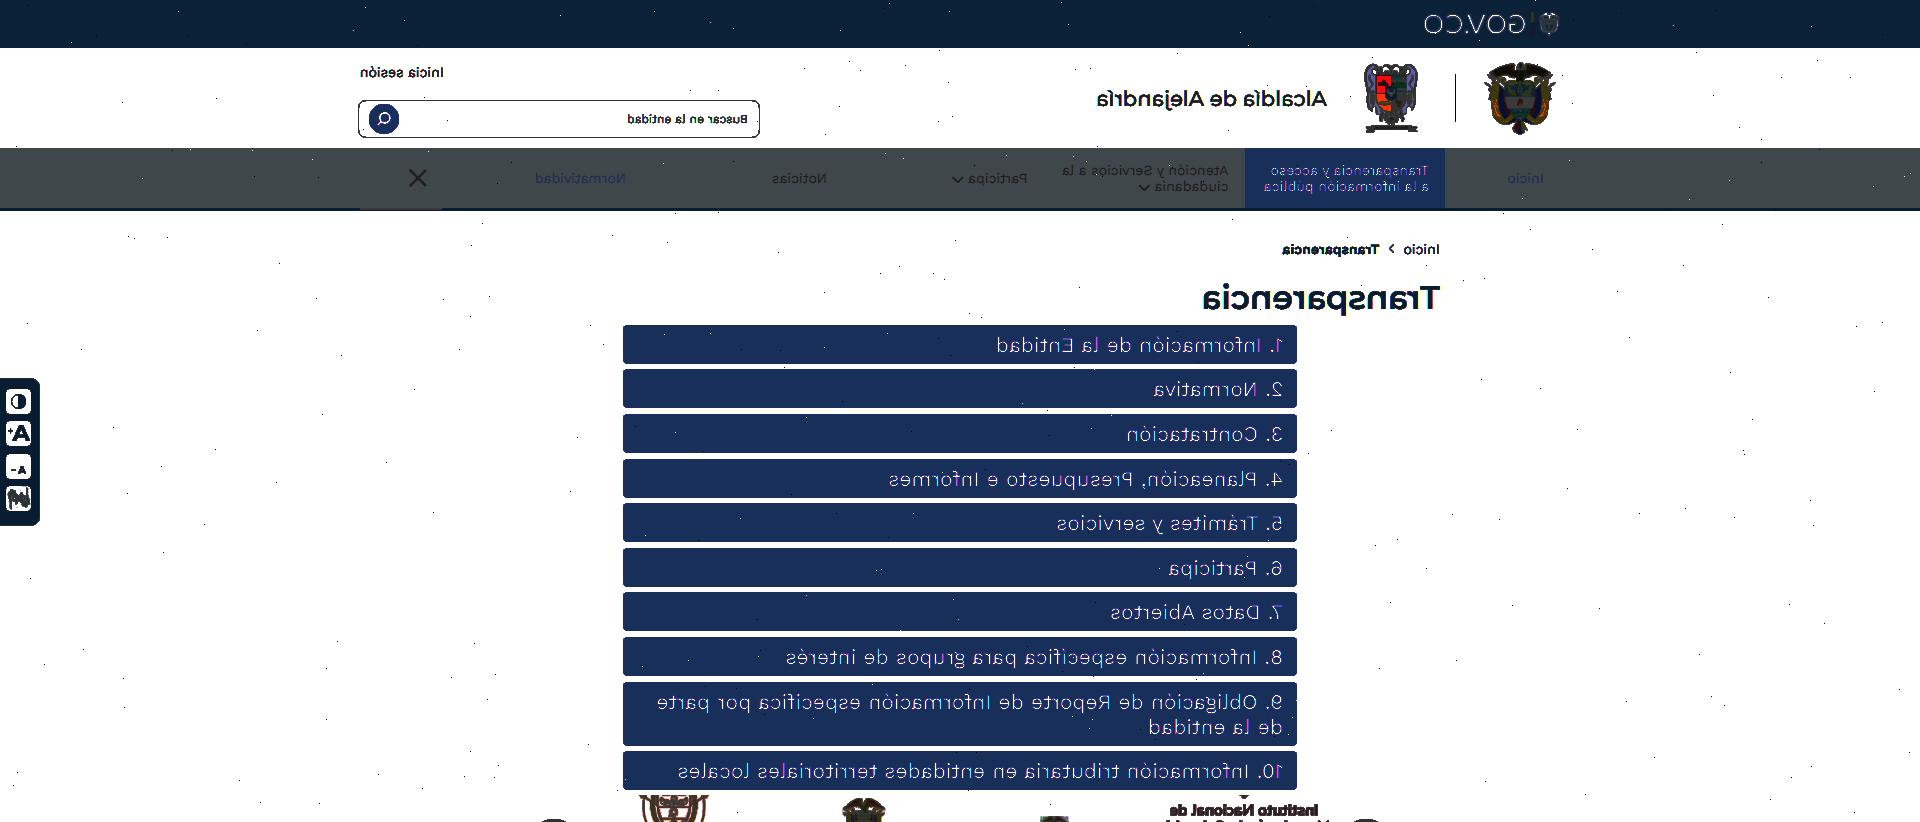 GOV.CO
Alcaldía de Alejandría
Inicia sesión
Buscar en la entidad
Inicio
Transparencia y acceso
a la información pública
Atención y Servicios a la
ciudadanía
Participa
Noticias
Normatividad
Inicio > Transparencia
Transparencia
1. Información de la Entidad
2. Normativa
3. Contratación
4. Planeación, Presupuesto e Informes
5. Trámites y servicios
6. Participa
7. Datos Abiertos
8. Información específica para grupos de interés
9. Obligación de Reporte de Información específica por parte
de la entidad
10. Información tributaria en entidades territoriales locales
A+
A-
Instituto Nacional de